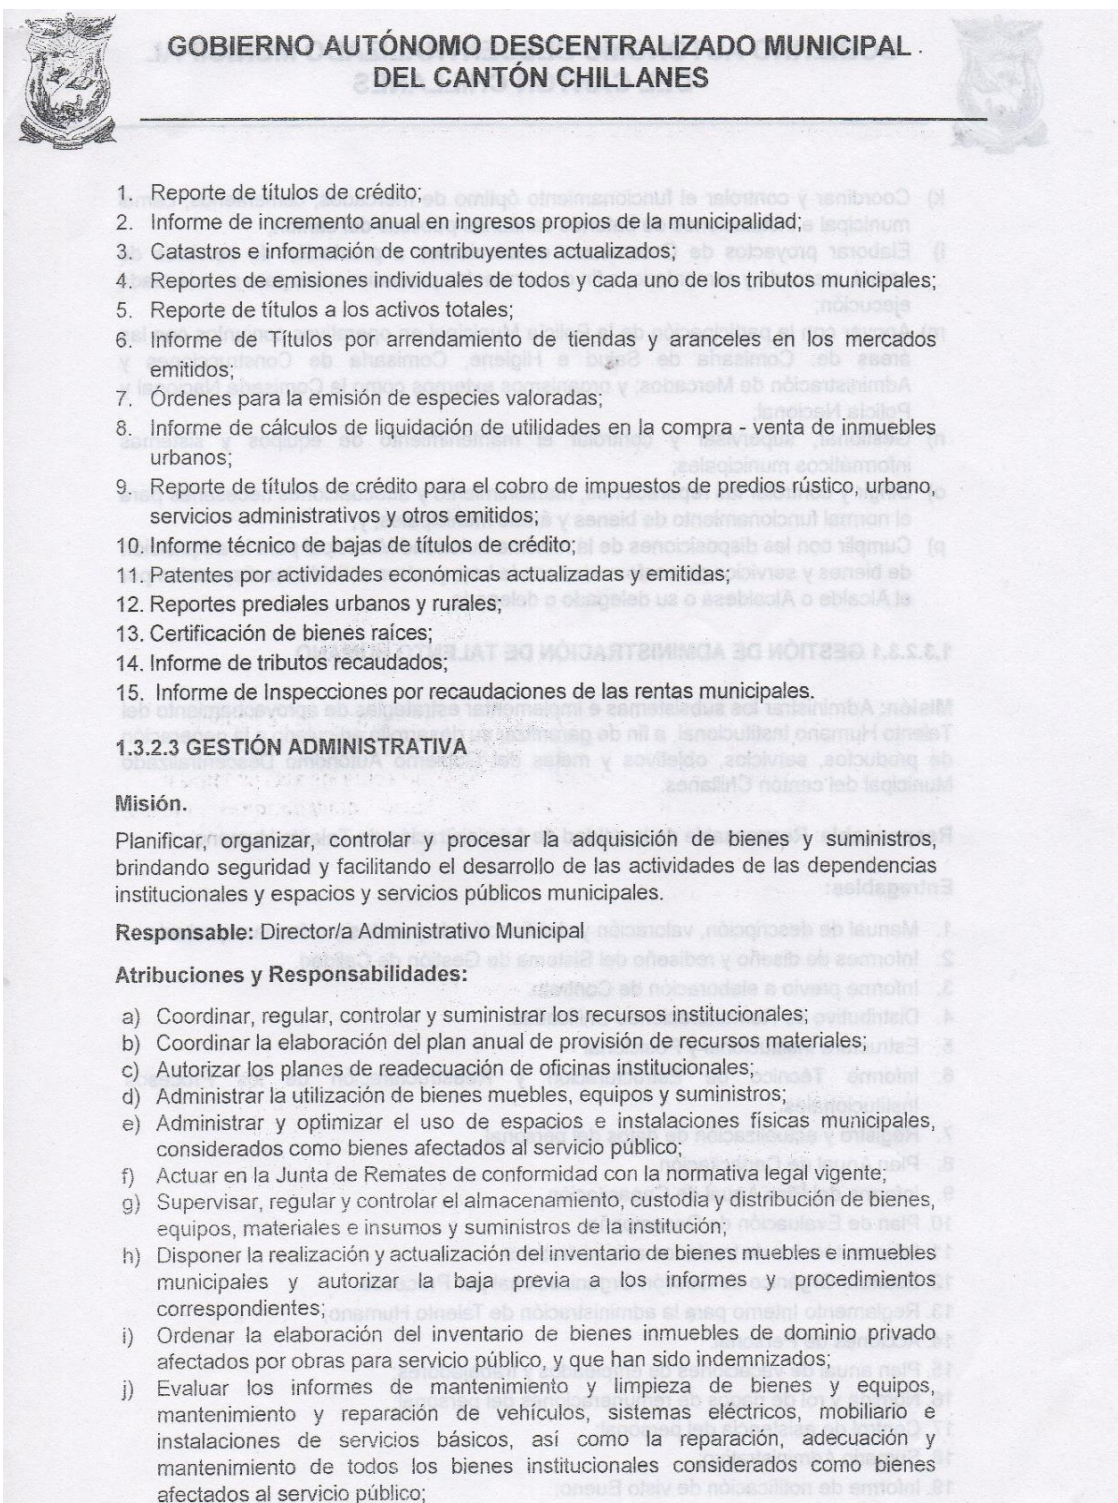 GOBIERNO AUTÓNOMO DESCENTRALIZADO MUNICIPAL
DEL CANTÓN CHILLANES
1. Reporte de títulos de crédito;
2. Informe de incremento anual en ingresos propios de la municipalidad;
3. Catastros e información de contribuyentes actualizados;
4. Reportes de emisiones individuales de todos y cada uno de los tributos municipales;
5. Reporte de títulos a los activos totales;
6. Informe de Títulos por arrendamiento de tiendas y aranceles en los mercados
emitidos;
7. Órdenes para la emisión de especies valoradas;
8. Informe de cálculos de liquidación de utilidades en la compra - venta de inmuebles
urbanos;
9. Reporte de títulos de crédito para el cobro de impuestos de predios rústico, urbano,
servicios administrativos y otros emitidos;
10. Informe técnico de bajas de títulos de crédito;
11. Patentes por actividades económicas actualizadas y emitidas;
12. Reportes prediales urbanos y rurales;
13. Certificación de bienes raíces;
14. Informe de tributos recaudados;
15. Informe de Inspecciones por recaudaciones de las rentas municipales.
1.3.2.3 GESTIÓN ADMINISTRATIVA
Misión.
Planificar, organizar, controlar y procesar la adquisición de bienes y suministros,
brindando seguridad y facilitando el desarrollo de las actividades de las dependencias
institucionales y espacios y servicios públicos municipales.
Responsable: Director/a Administrativo Municipal
Atribuciones y Responsabilidades:
a) Coordinar, regular, controlar y suministrar los recursos institucionales;
b) Coordinar la elaboración del plan anual de provisión de recursos materiales;
c) Autorizar los planes de readecuación de oficinas institucionales;
d) Administrar la utilización de bienes muebles, equipos y suministros;
e) Administrar y optimizar el uso de espacios e instalaciones físicas municipales,
considerados como bienes afectados al servicio público;
f) Actuar en la Junta de Remates de conformidad con la normativa legal vigente;
g) Supervisar, regular y controlar el almacenamiento, custodia y distribución de bienes,
equipos, materiales e insumos y suministros de la institución;
h) Disponer la realización y actualización del inventario de bienes muebles e inmuebles
municipales y autorizar la baja previa a los informes y procedimientos
correspondientes;
i) Ordenar la elaboración del inventario de bienes inmuebles de dominio privado
afectados por obras para servicio público, y que han sido indemnizados;
j) Evaluar los informes de mantenimiento y limpieza de bienes y equipos,
mantenimiento y reparación de vehículos, sistemas eléctricos, mobiliario e
instalaciones de servicios básicos, así como la reparación, adecuación y
mantenimiento de todos los bienes institucionales considerados como bienes
afectados al servicio público;